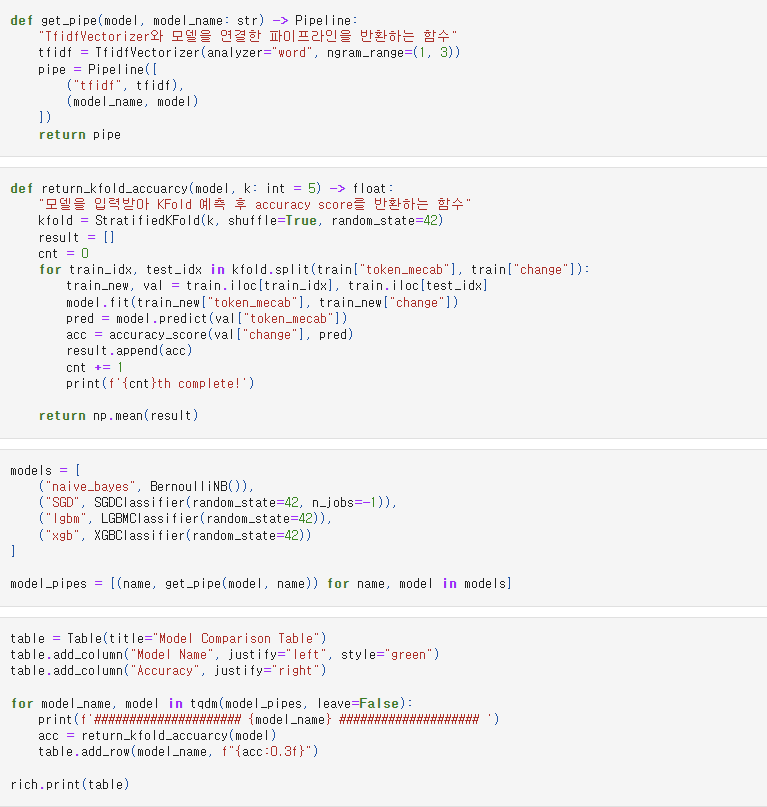 def get_pipe(model, model_name: str) -> Pipeline:
    "TfidfVectorizer와 모델을 연결한 파이프라인을 반환하는 함수"
    tfidf = TfidfVectorizer(analyzer="word", ngram_range=(1, 3))
    pipe = Pipeline([
        ("tfidf", tfidf),
        (model_name, model)
    ])
    return pipe
def return_kfold_accuarcy(model, k: int = 5) -> float:
    "모델을 입력받아 KFold 예측 후 accuracy score를 반환하는 함수"
    kfold = StratifiedKFold(k, shuffle=True, random_state=42)
    result = []
    cnt = 0
    for train_idx, test_idx in kfold.split(train["token_mecab"], train["change"]):
        train_new, val = train.iloc[train_idx], train.iloc[test_idx]
        model.fit(train_new["token_mecab"], train_new["change"])
        pred = model.predict(val["token_mecab"])
        acc = accuracy_score(val["change"], pred)
        result.append(acc)
        cnt += 1
        print(f'{cnt}th complete!')
    return np.mean(result)
models = [
    ("naive_bayes", BernoulliNB()),
    ("SGD", SGDClassifier(random_state=42, n_jobs=-1)),
    ("lgbm", LGBMClassifier(random_state=42)),
    ("xgb", XGBClassifier(random_state=42))
]
model_pipes = [(name, get_pipe(model, name)) for name, model in models]
table = Table(title="Model Comparison Table")
table.add_column("Model Name", justify="left", style="green")
table.add_column("Accuracy", justify="right")
for model_name, model in tqdm(model_pipes, leave=False):
    print(f'##################### {model_name} #################### ')
    acc = return_kfold_accuarcy(model)
    table.add_row(model_name, f"{acc:0.3f}")
rich.print(table)